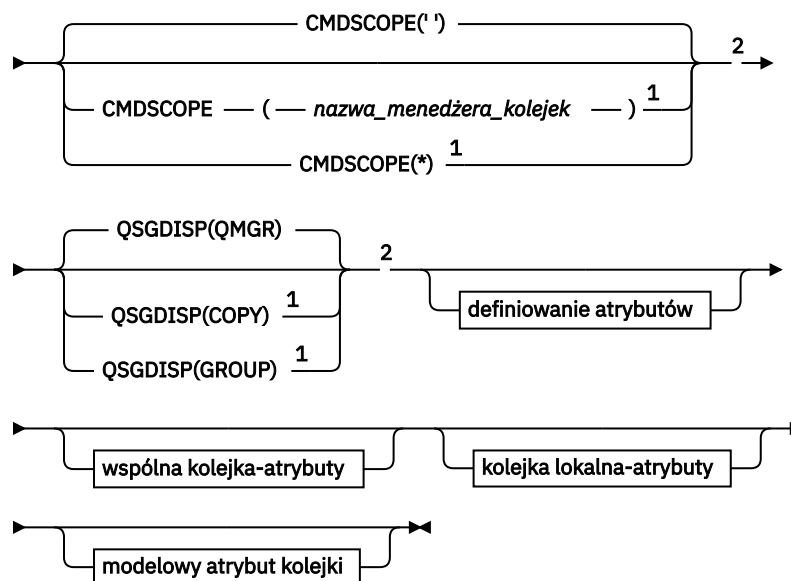 CMDSCOPE(' ')
2
CMDSCOPE ( nazwa_menedżera_kolejek ) 1
CMDSCOPE(*) 1
QSGDISP(QMGR)
2
QSGDISP(COPY) 1
definiowanie atrybutów
QSGDISP(GROUP) 1
wspólna kolejka-atrybuty kolejka lokalna-atrybuty
modelowy atrybut kolejki